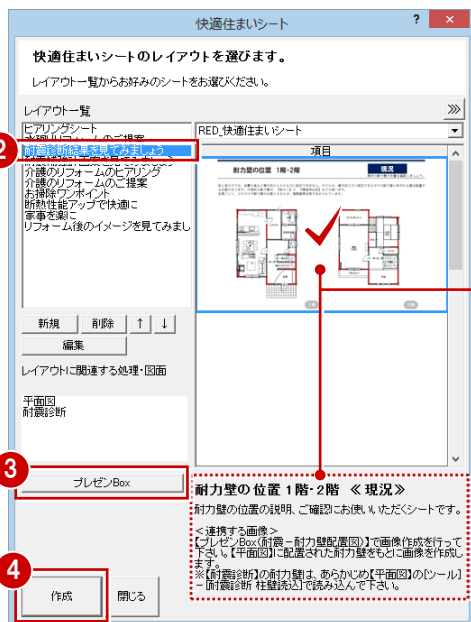 快適住まいシート
? ×
快適住まいシートのレイアウトを選びます。
レイアウト一覧からお好みのシートをお選びください。
レイアウト一覧
ヒアリングシート
水廻りリフォームのご提案
耐震診断結果を見てみましょう
介護のリフォームのヒアリング
介護のリフォームのご提案
お掃除ワンポイント
断熱性能アップで快適に
家事を楽に
リフォーム後のイメージを見てみまし
新規 削除 ↑ ↓
編集
レイアウトに関連する処理・図面
平面図
耐震診断
RED_快適住まいシート
項目
耐力壁の位置 1階・2階 現況
2
3
プレゼンBox
4
作成 閉じる
耐力壁の位置 1階・2階 ≪現況≫
耐力壁の位置の説明、ご確認にお使いいただくシートです。
＜連携する画像＞
【プレゼンBox(耐震－耐力壁配置図)】で画像作成を行って
下さい。【平面図】に配置された耐力壁をもとに画像を作成し
ます。
※【耐震診断】の耐力壁は、あらかじめ【平面図】の[ツール]
－[耐震診断 柱壁読込]で読み込んで下さい。